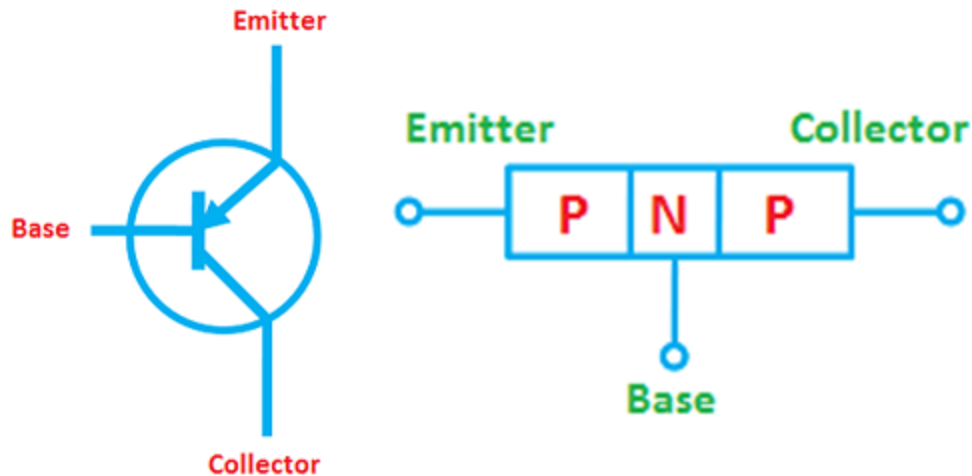 Emitter
Base
Collector
Emitter
Collector
P N P
Base